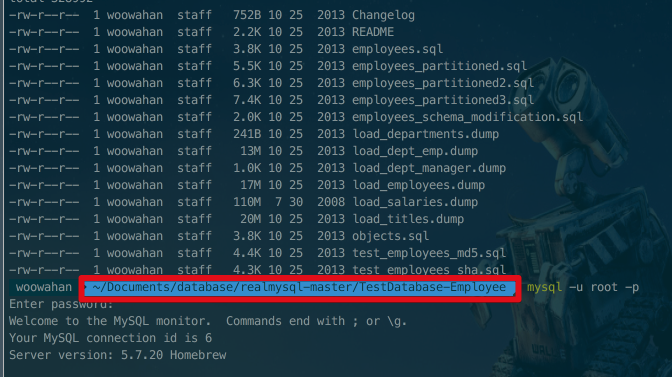 -rw-r--r--  1 woowahan  staff   752B 10 25  2013 Changelog
-rw-r--r--  1 woowahan  staff   2.2K 10 25  2013 README
-rw-r--r--  1 woowahan  staff   3.8K 10 25  2013 employees.sql
-rw-r--r--  1 woowahan  staff   5.5K 10 25  2013 employees_partitioned.sql
-rw-r--r--  1 woowahan  staff   6.3K 10 25  2013 employees_partitioned2.sql
-rw-r--r--  1 woowahan  staff   7.4K 10 25  2013 employees_partitioned3.sql
-rw-r--r--  1 woowahan  staff   2.0K 10 25  2013 employees_schema_modification.sql
-rw-r--r--  1 woowahan  staff   241B 10 25  2013 load_departments.dump
-rw-r--r--  1 woowahan  staff    13M 10 25  2013 load_dept_emp.dump
-rw-r--r--  1 woowahan  staff   1.0K 10 25  2013 load_dept_manager.dump
-rw-r--r--  1 woowahan  staff    17M 10 25  2013 load_employees.dump
-rw-r--r--  1 woowahan  staff   110M  7 30  2008 load_salaries.dump
-rw-r--r--  1 woowahan  staff    20M 10 25  2013 load_titles.dump
-rw-r--r--  1 woowahan  staff   3.8K 10 25  2013 objects.sql
-rw-r--r--  1 woowahan  staff   4.4K 10 25  2013 test_employees_md5.sql
-rw-r--r--  1 woowahan  staff   4.3K 10 25  2013 test_employees_sha.sql
woowahan ~/Documents/database/realmysql-master/TestDatabase-Employee mysql -u root -p
Enter password:
Welcome to the MySQL monitor.  Commands end with ; or \g.
Your MySQL connection id is 6
Server version: 5.7.20 Homebrew